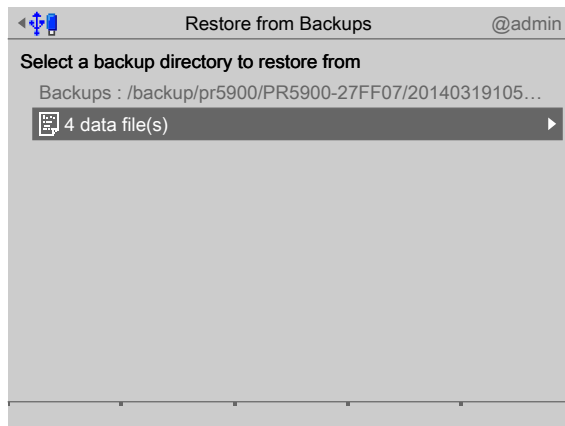 Restore from Backups @admin
Select a backup directory to restore from
Backups : /backup/pr5900/PR5900-27FF07/20140319105…
4 data file(s)